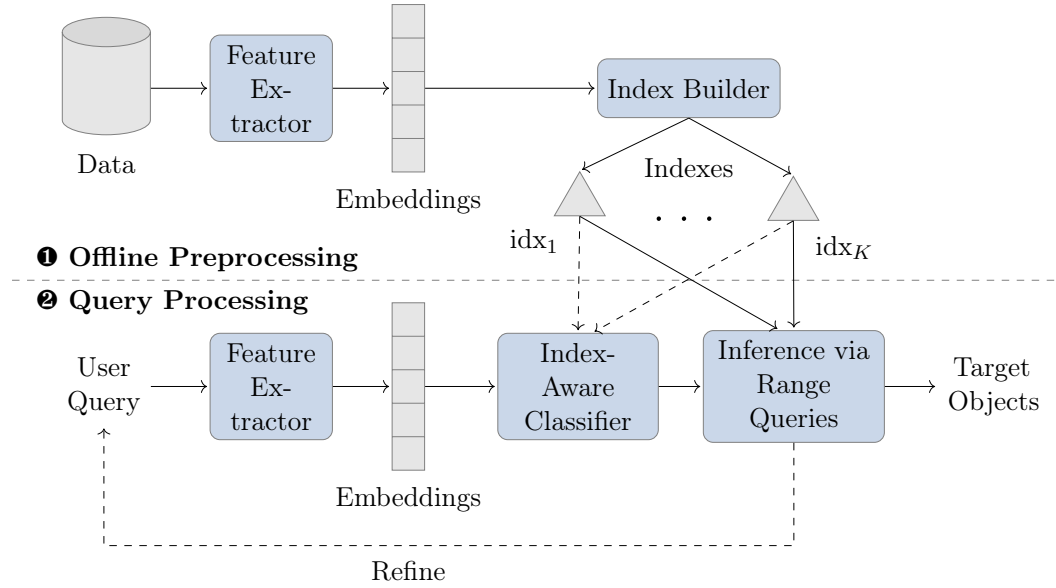 Feature
Ex-
tractor
Index Builder
Data
Embeddings
Indexes
. . .
idx₁
idx_K
❶ Offline Preprocessing
❷ Query Processing
User
Query
Feature
Ex-
tractor
Embeddings
Index-
Aware
Classifier
Inference via
Range
Queries
Target
Objects
Refine